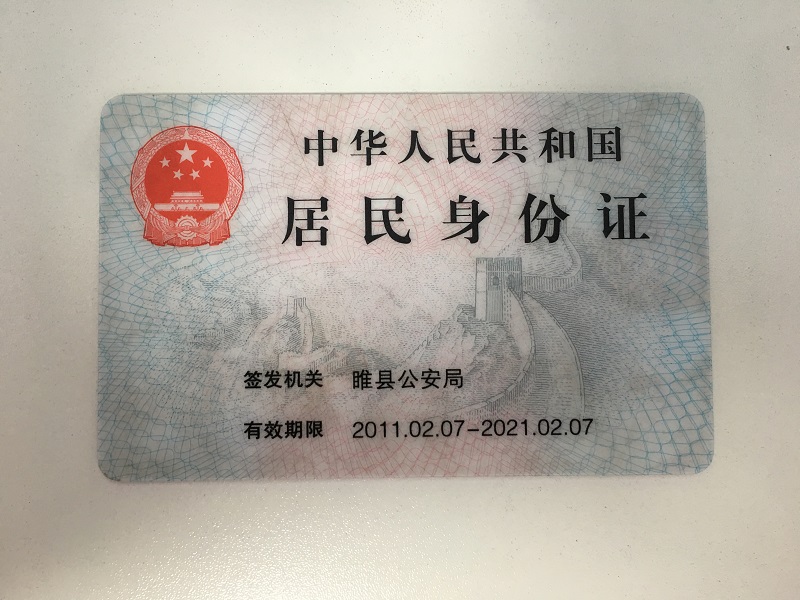 中华人民共和国
居民身份证
签发机关 睢县公安局
有效期限 2011.02.07-2021.02.07